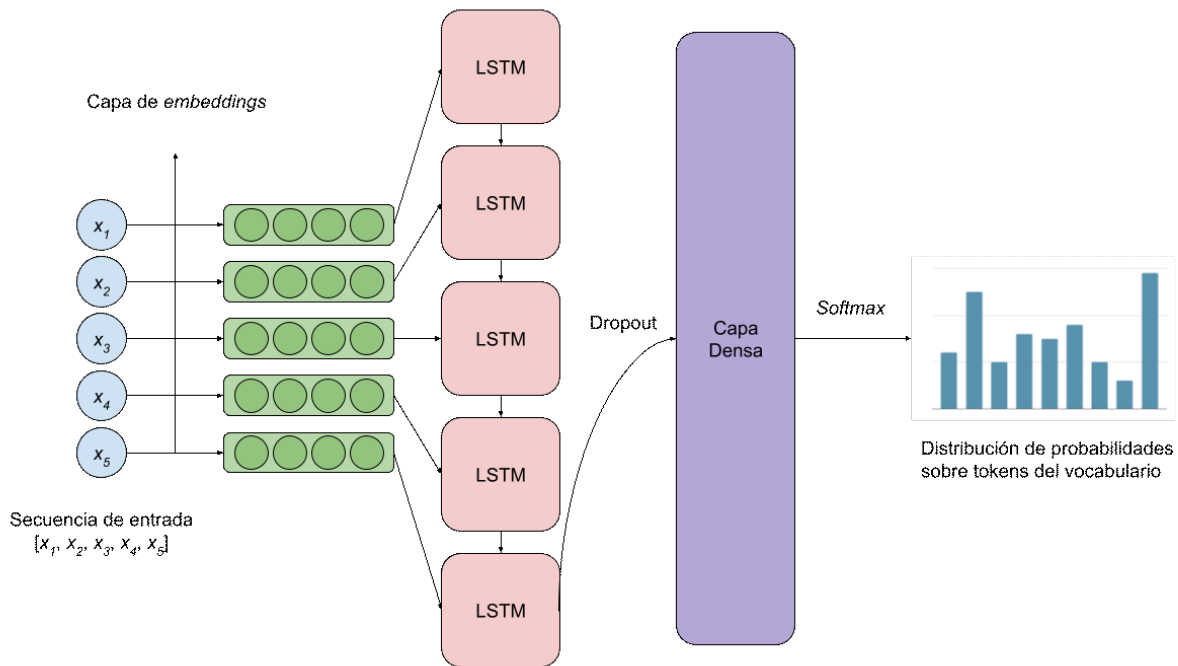 LSTM
Capa de embeddings
LSTM
x₁
x₂
x₃
x₄
x₅
LSTM
LSTM
LSTM
Dropout
Capa
Densa
Softmax
Distribución de probabilidades
sobre tokens del vocabulario
Secuencia de entrada
[x₁, x₂, x₃, x₄, x₅]